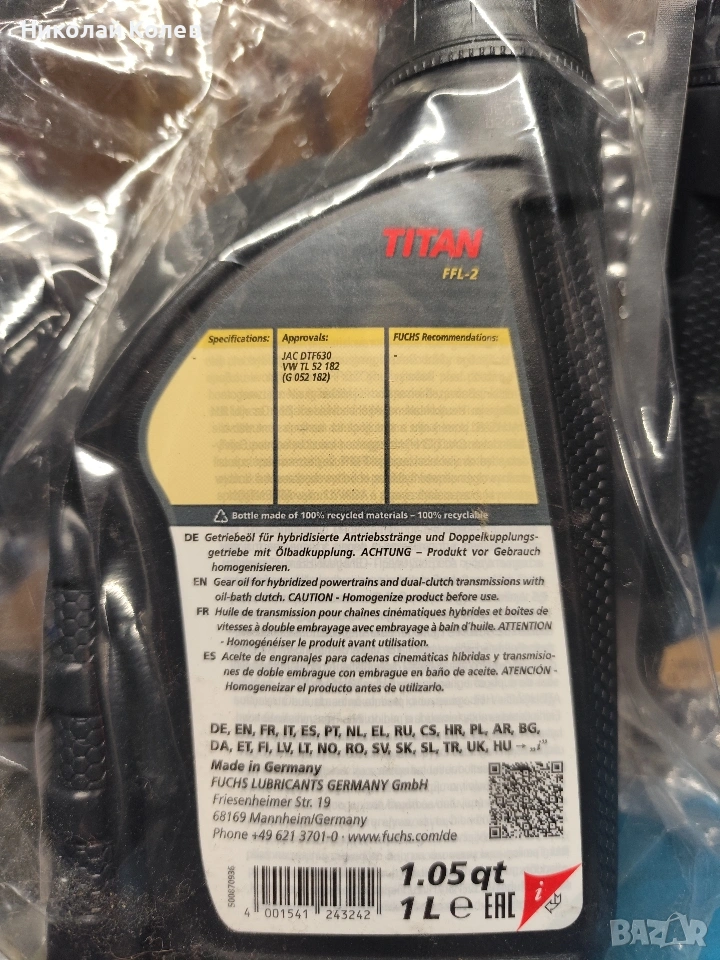 Николай Колев
TITAN
FFL-2
Specifications:
Approvals:
JAC DTF630
VW TL 52 182
(G 052 182)
FUCHS Recommendations:
-
Bottle made of 100% recycled materials – 100% recyclable
DE Getriebeöl für hybridisierte Antriebsstränge und Doppelkupplungs-
getriebe mit Ölbadkupplung. ACHTUNG – Produkt vor Gebrauch
homogenisieren.
EN Gear oil for hybridized powertrains and dual-clutch transmissions with
oil-bath clutch. CAUTION - Homogenize product before use.
FR Huile de transmission pour chaînes cinématiques hybrides et boîtes de
vitesses à double embrayage avec embrayage à bain d'huile. ATTENTION
- Homogénéiser le produit avant utilisation.
ES Aceite de engranajes para cadenas cinemáticas híbridas y transmisio-
nes de doble embrague con embrague en baño de aceite. ATENCIÓN -
Homogeneizar el producto antes de utilizarlo.
DE, EN, FR, IT, ES, PT, NL, EL, RU, CS, HR, PL, AR, BG,
DA, ET, FI, LV, LT, NO, RO, SV, SK, SL, TR, UK, HU → „i"
Made in Germany
FUCHS LUBRICANTS GERMANY GmbH
Friesenheimer Str. 19
68169 Mannheim/Germany
Phone +49 621 3701-0 · www.fuchs.com/de
500870936
4 001541 243242
1.05 qt
1 L e EAC
i
BAZAR